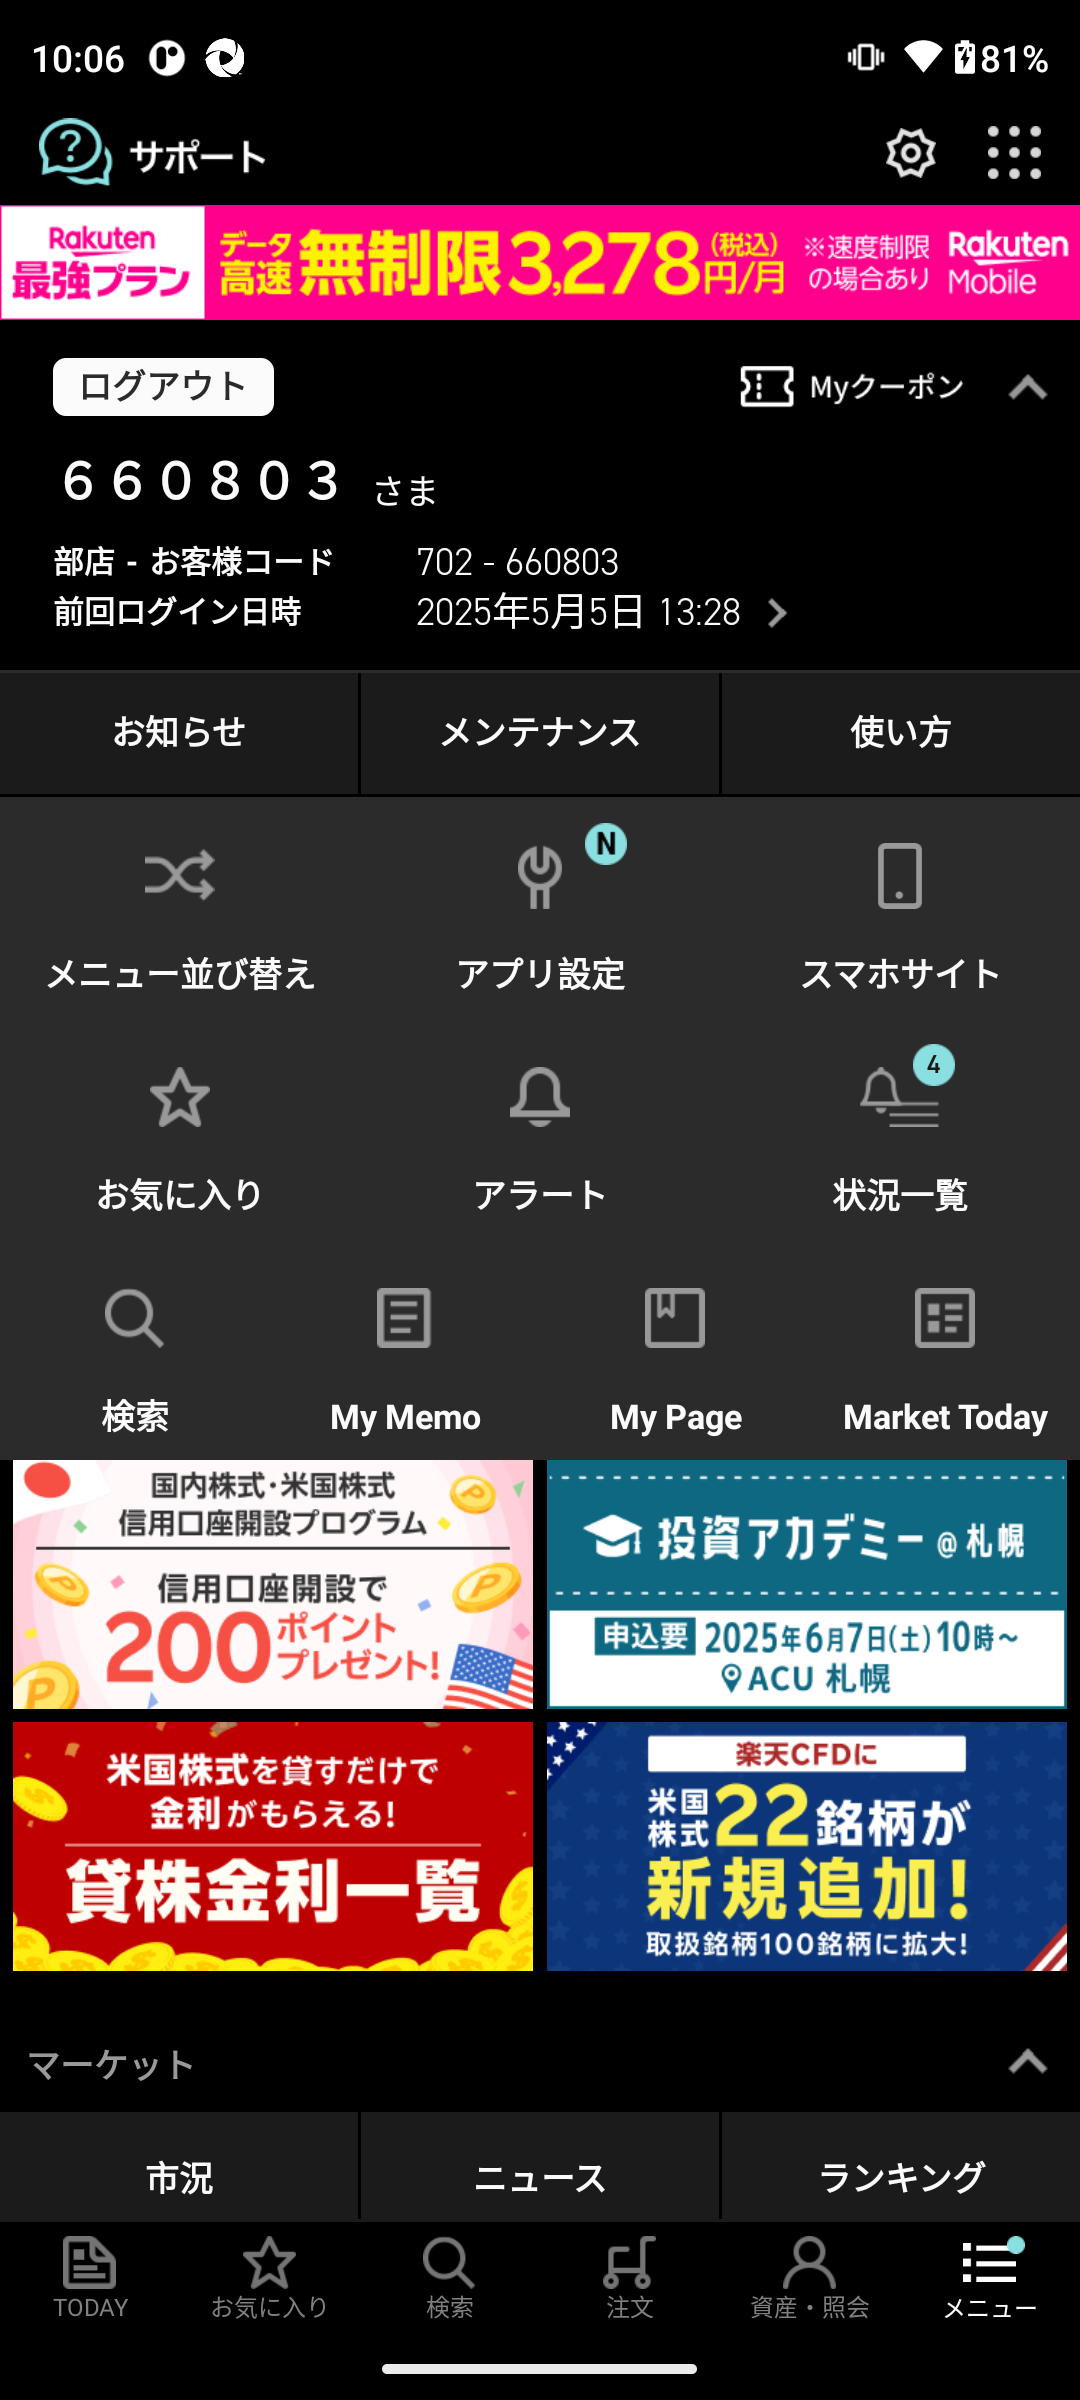 10:06
81%
サポート
Rakuten
最強プラン
データ
高速
無制限3,278
(税込)
円/月
※速度制限
の場合あり
Rakuten
Mobile
ログアウト
Myクーポン
６６０８０３ さま
部店 - お客様コード 702 - 660803
前回ログイン日時 2025年5月5日 13:28
お知らせ メンテナンス 使い方
N
メニュー並び替え アプリ設定 スマホサイト
4
お気に入り アラート 状況一覧
検索 My Memo My Page Market Today
国内株式・米国株式
信用口座開設プログラム
信用口座開設で
200ポイント
プレゼント!
P
P
P
P
投資アカデミー@札幌
申込要 2025年6月7日(土)10時～
ACU 札幌
米国株式を貸すだけで
金利がもらえる!
貸株金利一覧
楽天CFDに
米国
株式
22銘柄が
新規追加!
取扱銘柄100銘柄に拡大!
マーケット
市況 ニュース ランキング
TODAY お気に入り 検索 注文 資産・照会 メニュー